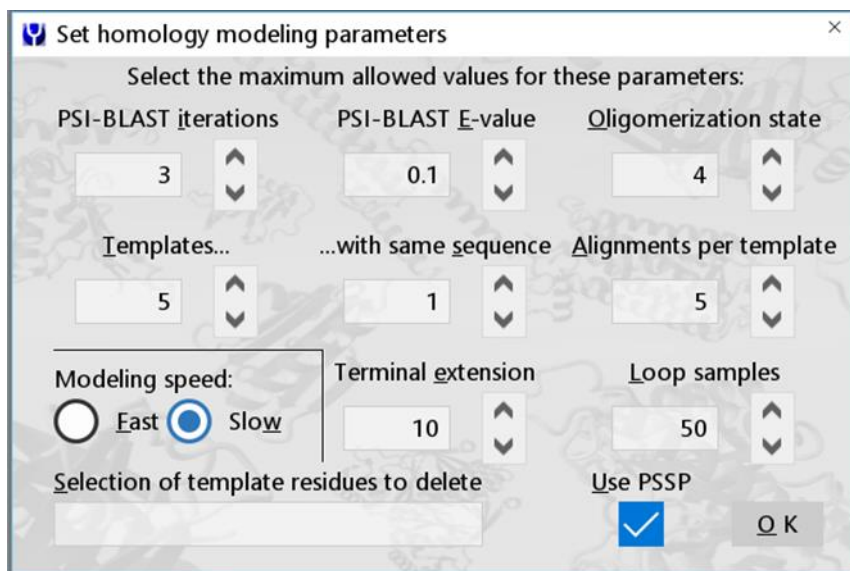 Set homology modeling parameters
Select the maximum allowed values for these parameters:
PSI-BLAST iterations PSI-BLAST E-value Oligomerization state
3 0.1 4
Templates... ...with same sequence Alignments per template
5 1 5
Modeling speed: Terminal extension Loop samples
Fast Slow 10 50
Selection of template residues to delete Use PSSP
O K